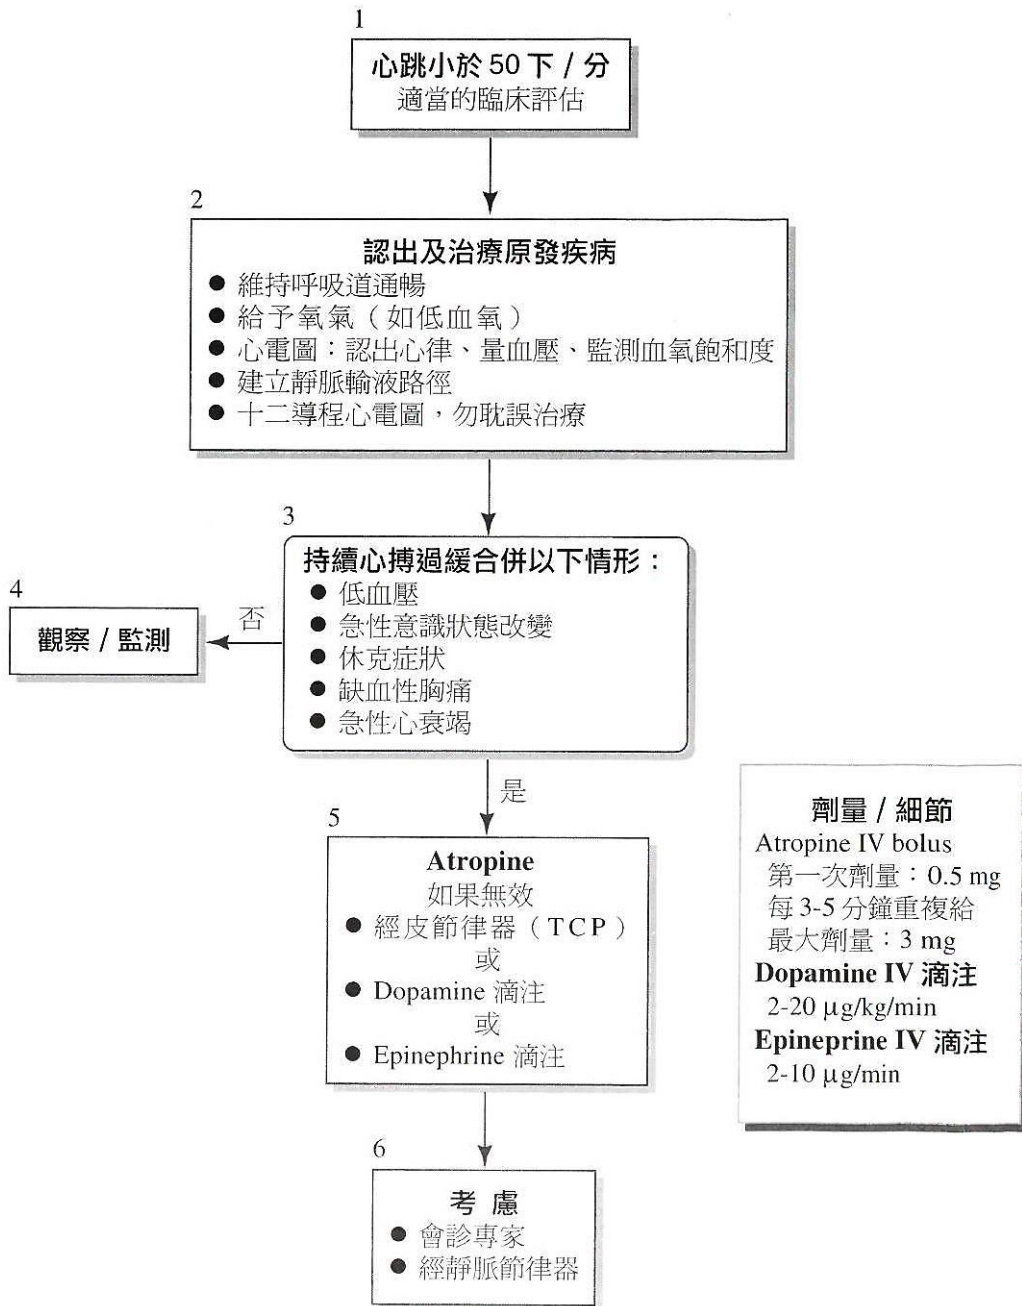 1
心跳小於 50 下 / 分
適當的臨床評估
2
認出及治療原發疾病
● 維持呼吸道通暢
● 給予氧氣（如低血氧）
● 心電圖：認出心律、量血壓、監測血氧飽和度
● 建立靜脈輸液路徑
● 十二導程心電圖，勿耽誤治療
3
持續心搏過緩合併以下情形：
● 低血壓
● 急性意識狀態改變
● 休克症狀
● 缺血性胸痛
● 急性心衰竭
否
4
觀察 / 監測
是
5
Atropine
如果無效
● 經皮節律器（TCP）
或
● Dopamine 滴注
或
● Epinephrine 滴注
劑量 / 細節
Atropine IV bolus
第一次劑量：0.5 mg
每 3-5 分鐘重複給
最大劑量：3 mg
Dopamine IV 滴注
2-20 μg/kg/min
Epineprine IV 滴注
2-10 μg/min
6
考 慮
● 會診專家
● 經靜脈節律器